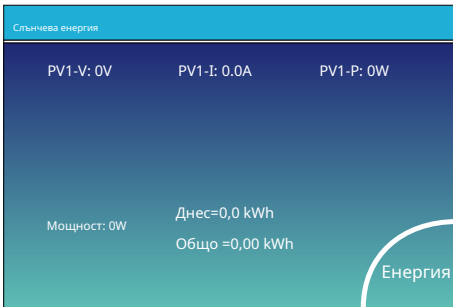 Слънчева енергия
PV1-V: 0V PV1-I: 0.0A PV1-P: 0W
Днес=0,0 kWh
Мощност: 0W
Общо =0,00 kWh
Енергия